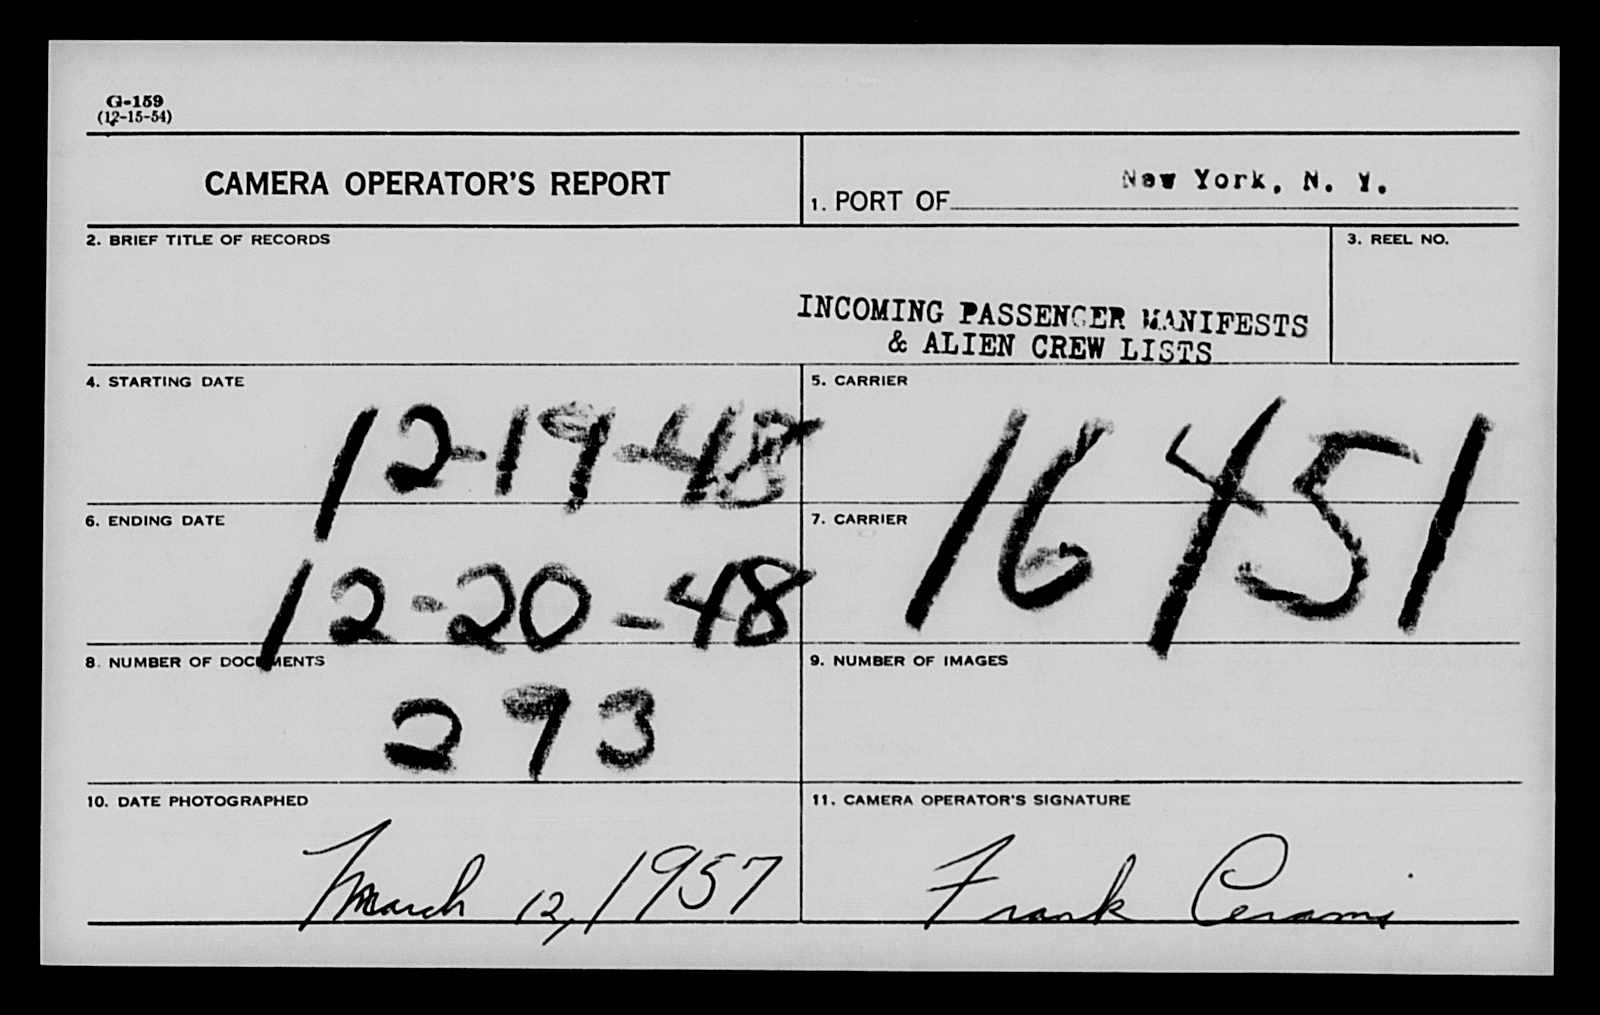 G-159
(12-15-54)
CAMERA OPERATOR'S REPORT
1. PORT OF New York, N. Y.
2. BRIEF TITLE OF RECORDS
3. REEL NO.
INCOMING PASSENGER MANIFESTS
& ALIEN CREW LISTS
4. STARTING DATE
12-19-48
5. CARRIER
16451
6. ENDING DATE
12-20-48
7. CARRIER
8. NUMBER OF DOCUMENTS
273
9. NUMBER OF IMAGES
10. DATE PHOTOGRAPHED
March 12, 1957
11. CAMERA OPERATOR'S SIGNATURE
Frank Cerami